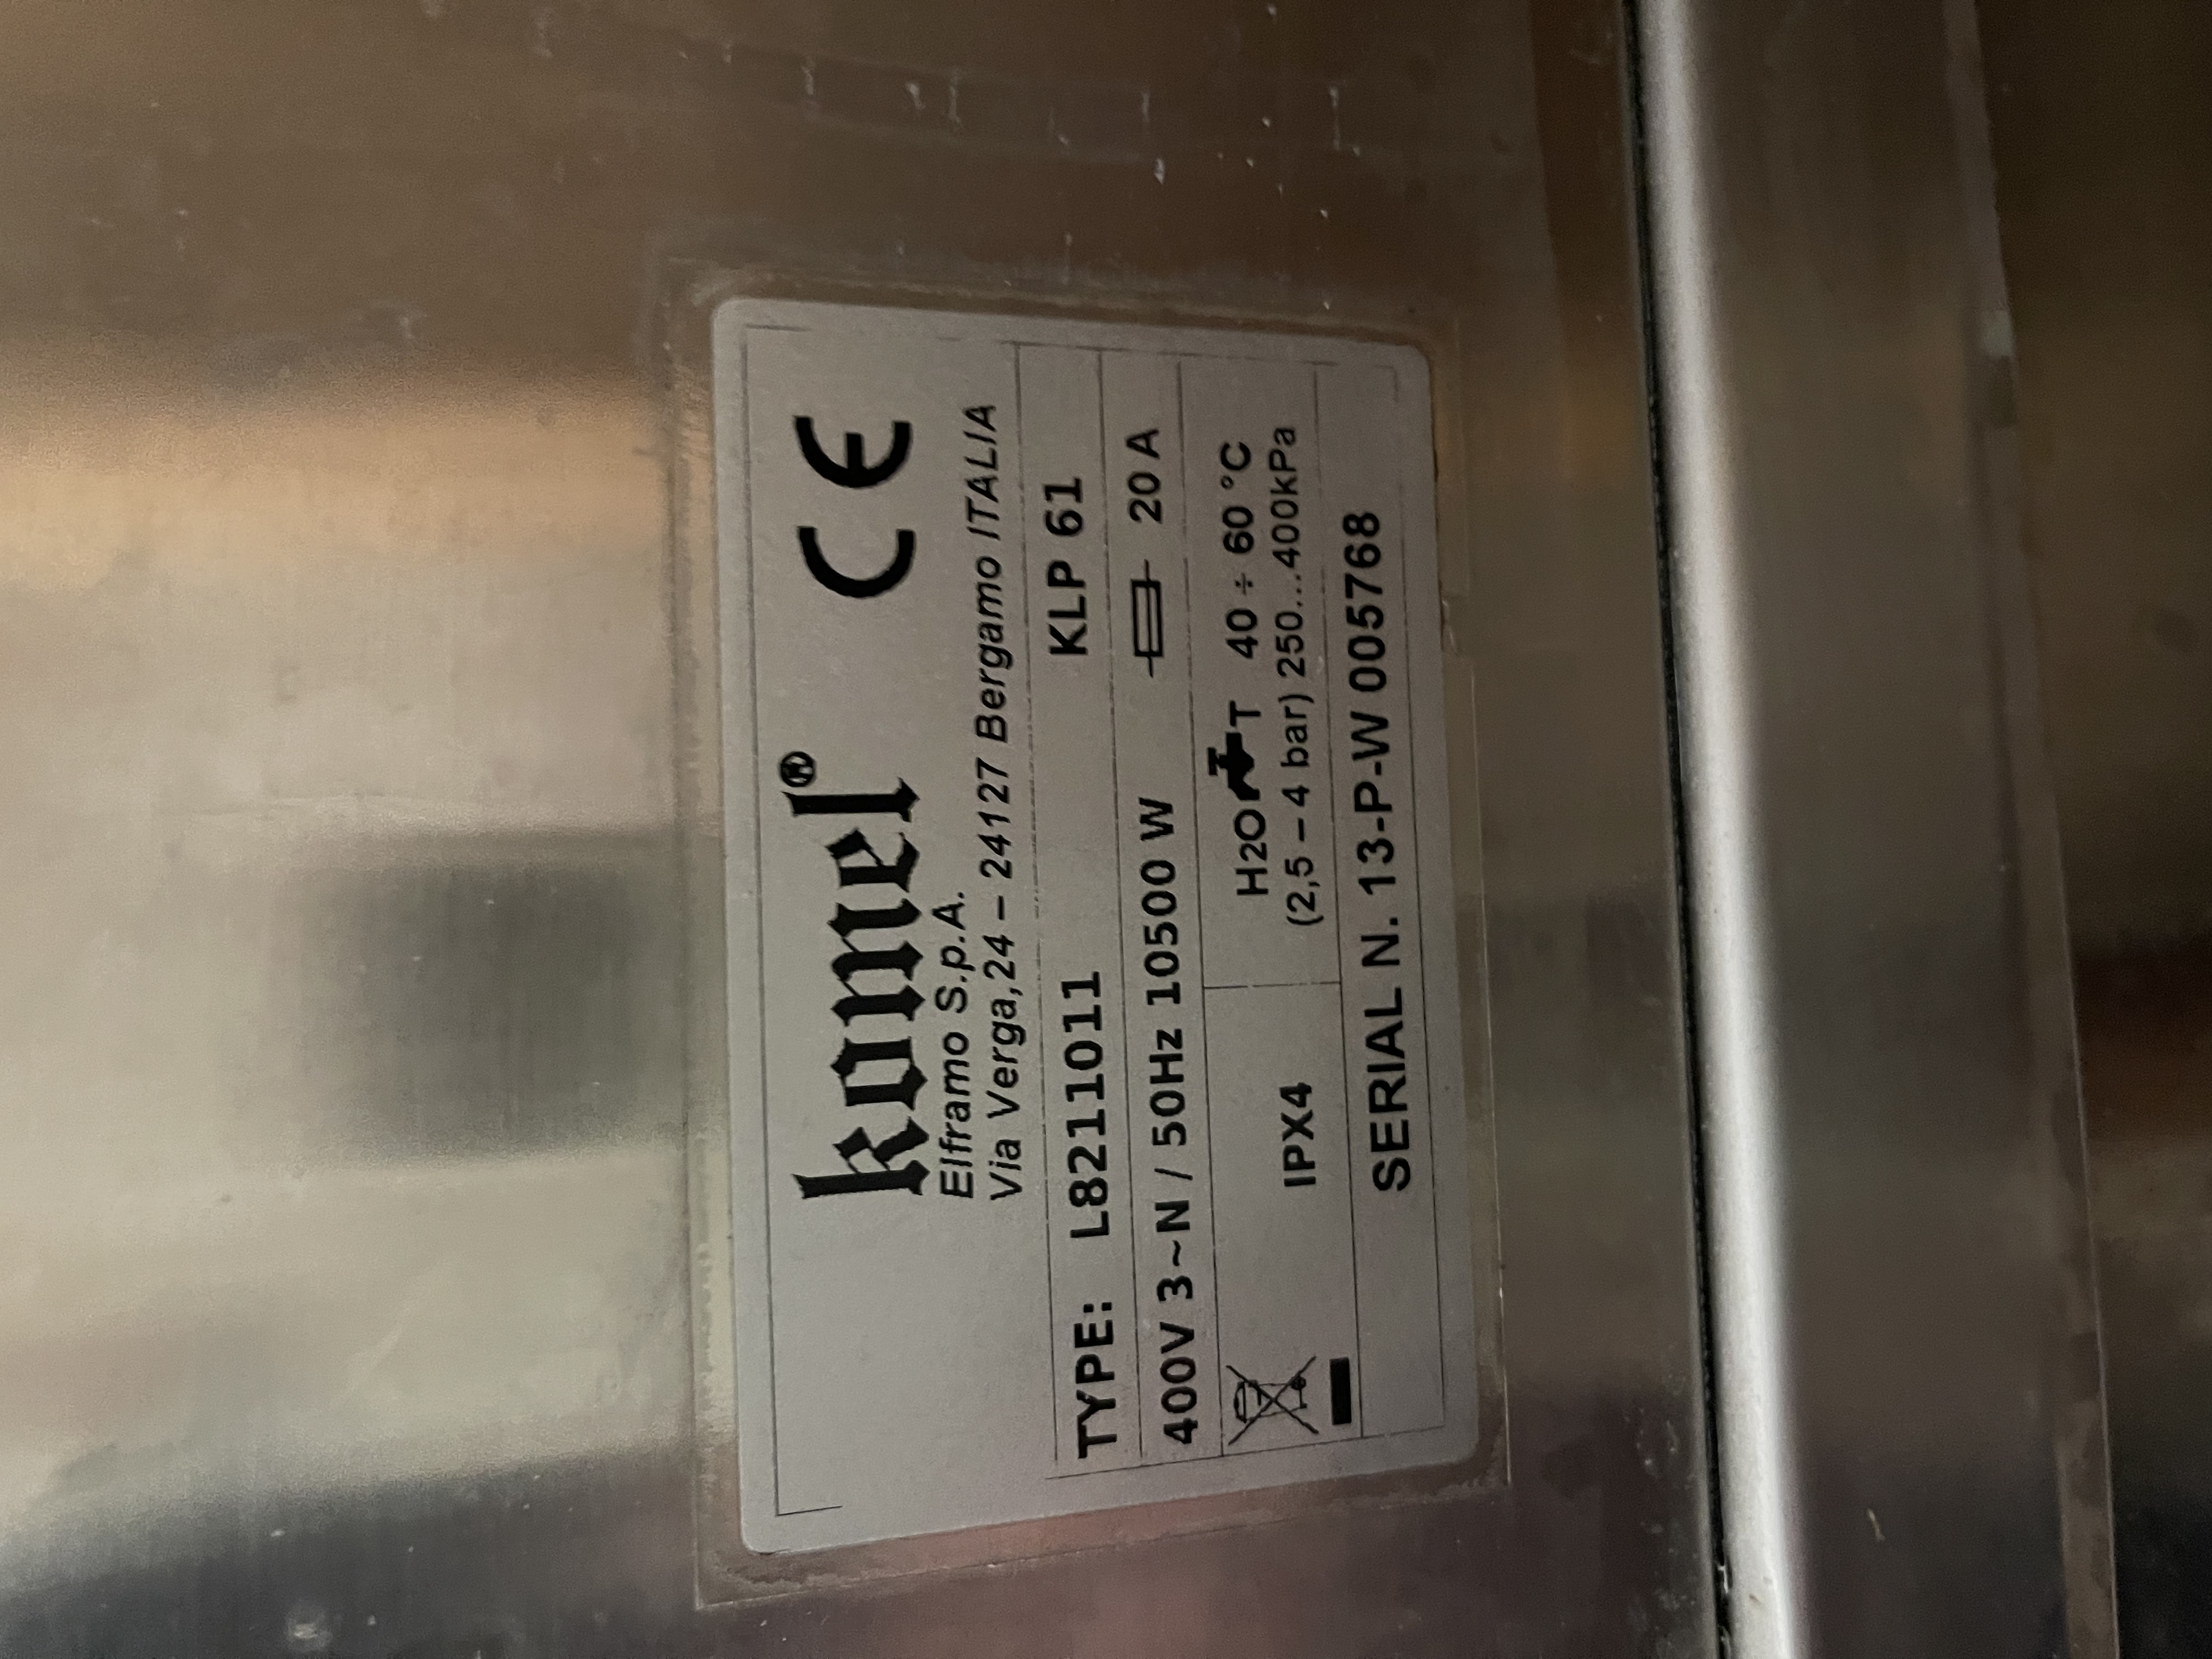 komel®
CE
Elframo S.p.A.
Via Verga,24 – 24127 Bergamo ITALIA
TYPE: L8211011 KLP 61
400V 3~N / 50Hz 10500 W 20 A
IPX4
H2O T 40 ÷ 60 °C
(2,5 – 4 bar) 250....400kPa
SERIAL N. 13-P-W 005768